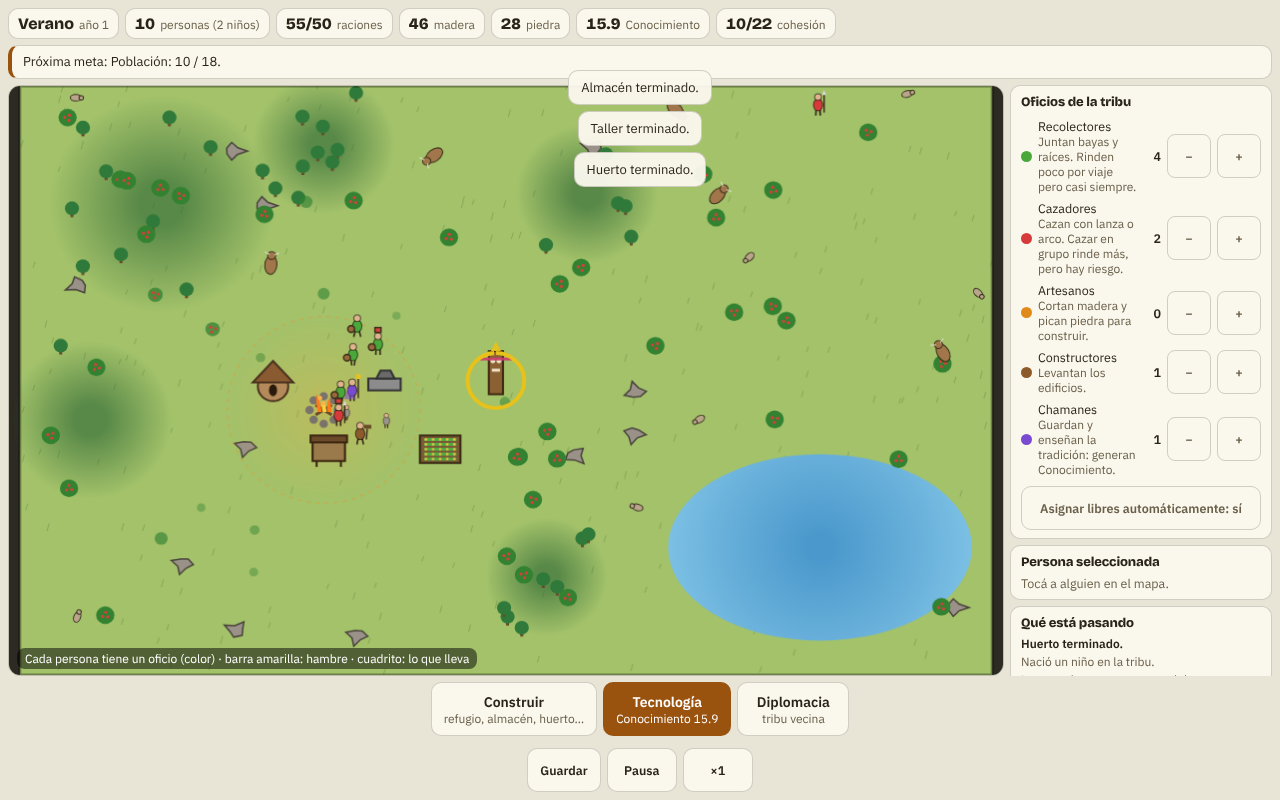 Verano año 1
10 personas (2 niños)
55/50 raciones
46 madera
28 piedra
15.9 Conocimiento
10/22 cohesión
Próxima meta: Población: 10 / 18.
Almacén terminado.
Taller terminado.
Huerto terminado.
Cada persona tiene un oficio (color) · barra amarilla: hambre · cuadrito: lo que lleva
Oficios de la tribu
Recolectores
Juntan bayas y
raíces. Rinden
poco por viaje
pero casi siempre.
4 − +
Cazadores
Cazan con lanza o
arco. Cazar en
grupo rinde más,
pero hay riesgo.
2 − +
Artesanos
Cortan madera y
pican piedra para
construir.
0 − +
Constructores
Levantan los
edificios.
1 − +
Chamanes
Guardan y
enseñan la
tradición: generan
Conocimiento.
1 − +
Asignar libres automáticamente: sí
Persona seleccionada
Tocá a alguien en el mapa.
Qué está pasando
Huerto terminado.
Nació un niño en la tribu.
Construir
refugio, almacén, huerto…
Tecnología
Conocimiento 15.9
Diplomacia
tribu vecina
Guardar
Pausa
×1